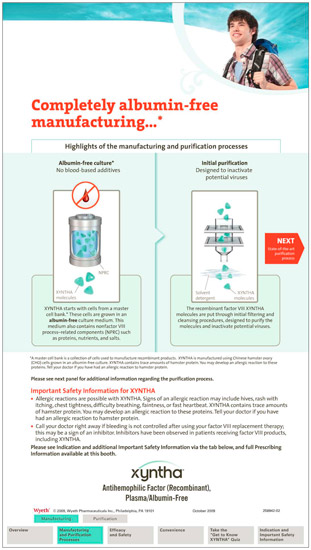 Completely albumin-free
manufacturing...*
Highlights of the manufacturing and purification processes
Albumin-free culture*
No blood-based additives
Initial purification
Designed to inactivate
potential viruses
NEXT
State-of-the-art
purification
process
NPRC
XYNTHA
molecules
Solvent
detergent
XYNTHA
molecules
XYNTHA starts with cells from a master
cell bank.* These cells are grown in an
albumin-free culture medium. This
medium also contains nonfactor VIII
process-related components (NPRC) such
as proteins, nutrients, and salts.
The recombinant factor VIII XYNTHA
molecules are put through initial filtering and
cleansing procedures, designed to purify the
molecules and inactivate potential viruses.
*A master cell bank is a collection of cells used to manufacture recombinant products. XYNTHA is manufactured using Chinese hamster ovary
(CHO) cells grown in an albumin-free culture. XYNTHA contains trace amounts of hamster protein. You may develop an allergic reaction to these
proteins. Tell your doctor if you have had an allergic reaction to hamster protein.
Please see next panel for additional information regarding the purification process.
Important Safety Information for XYNTHA
• Allergic reactions are possible with XYNTHA. Signs of an allergic reaction may include hives, rash with
itching, chest tightness, difficulty breathing, faintness, or fast heartbeat. XYNTHA contains trace amounts
of hamster protein. You may develop an allergic reaction to these proteins. Tell your doctor if you have
had an allergic reaction to hamster protein.
• Call your doctor right away if bleeding is not controlled after using your factor VIII replacement therapy;
this may be a sign of an inhibitor. Inhibitors have been observed in patients receiving factor VIII products,
including XYNTHA.
Please see Indication and additional Important Safety Information via the tab below, and full Prescribing
Information available at this booth.
xyntha
Antihemophilic Factor (Recombinant),
Plasma/Albumin-Free
Wyeth © 2008, Wyeth Pharmaceuticals Inc., Philadelphia, PA 19101 October 2008
Manufacturing
Purification
Overview
Manufacturing
and Purification
Processes
Efficacy
and Safety
Convenience
Take the
"Get to Know
XYNTHA" Quiz
Indication and
Important Safety
Information